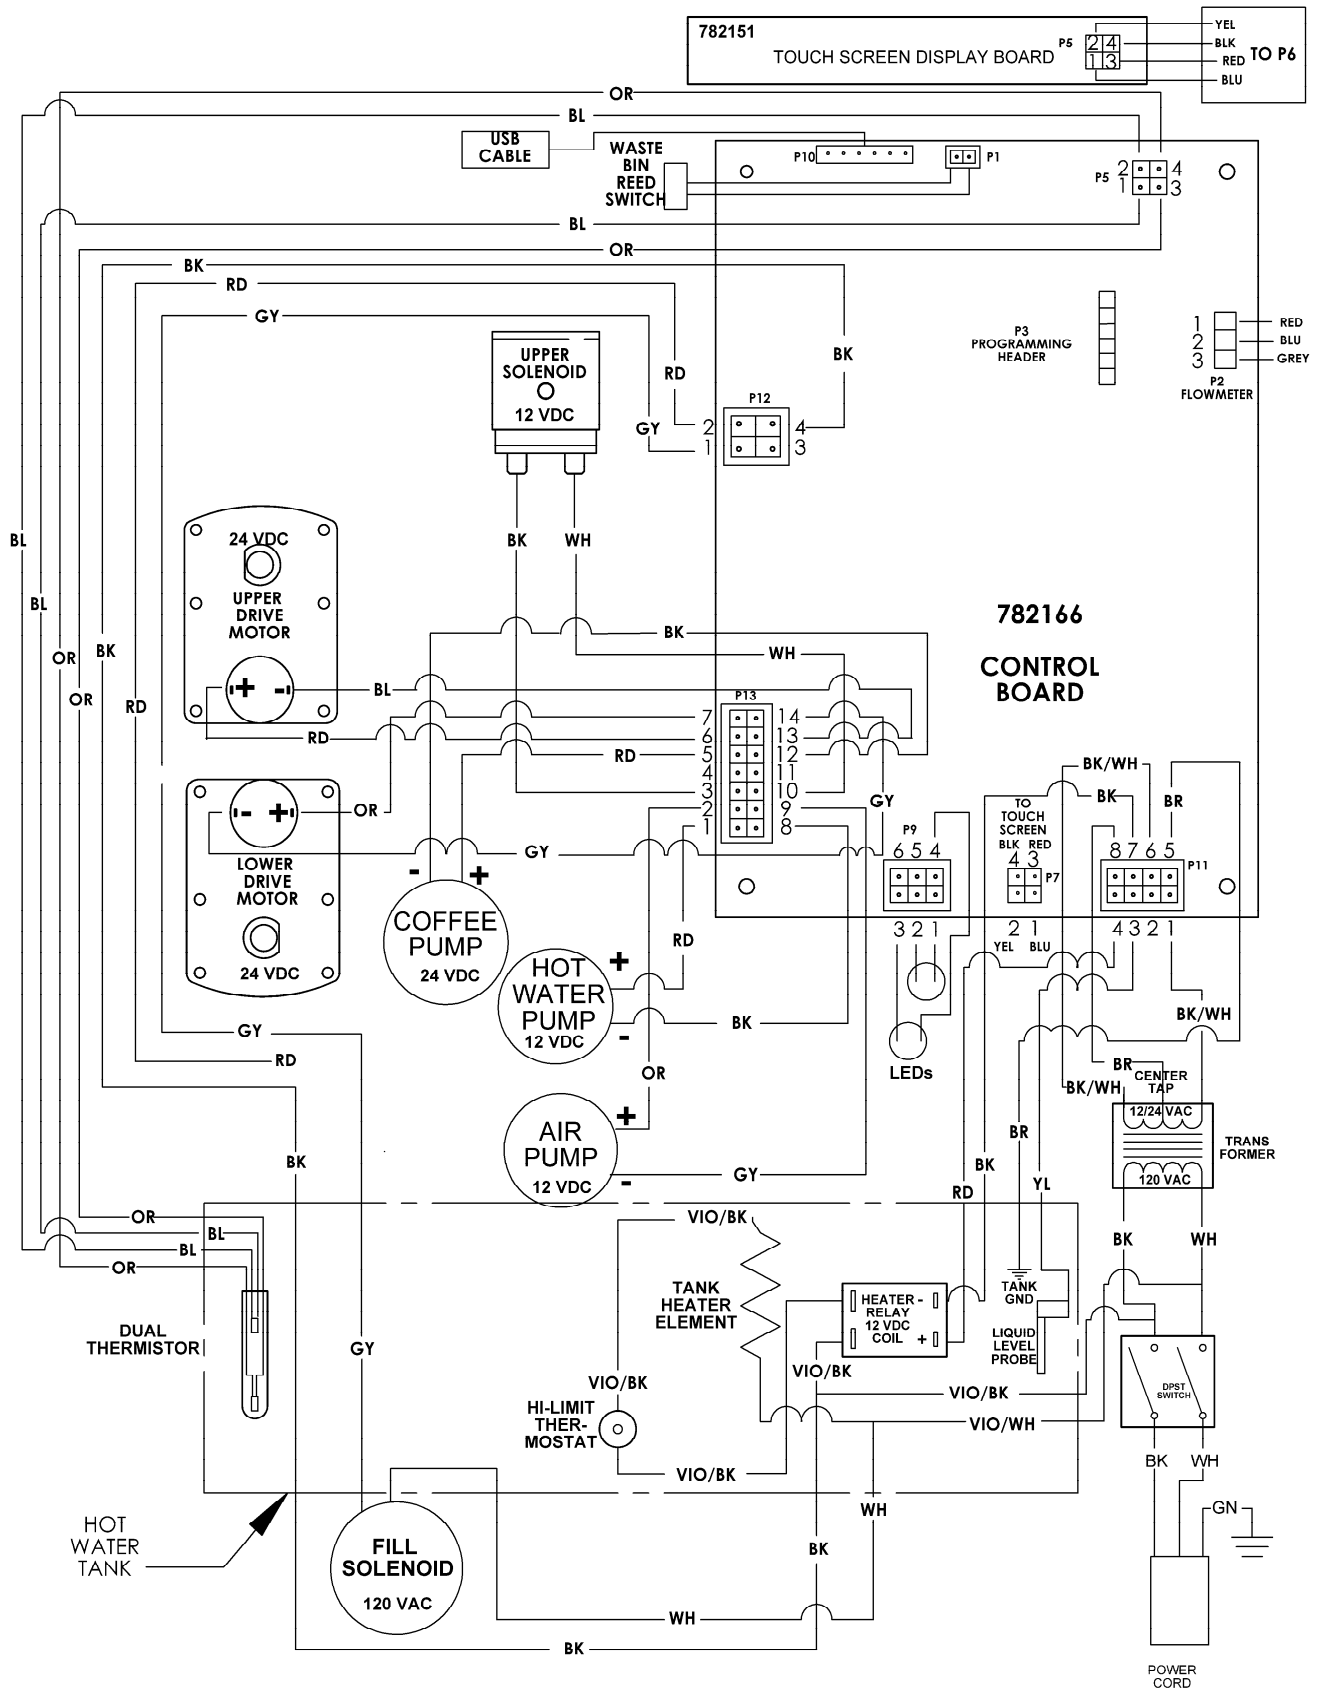 782151
TOUCH SCREEN DISPLAY BOARD
P5
2 4
1 3
YEL
BLK
RED
BLU
TO P6
OR
BL
USB
CABLE
WASTE
BIN
REED
SWITCH
P10
P1
P5
2 4
1 3
BL
OR
BK
RD
GY
UPPER
SOLENOID
12 VDC
RD
GY
BK
P12
2 4
1 3
P3
PROGRAMMING
HEADER
1 RED
2 BLU
3 GREY
P2
FLOWMETER
24 VDC
UPPER
DRIVE
MOTOR
+ -
BL
BL
OR
OR
BK
RD
BK
WH
782166
CONTROL
BOARD
BK
WH
BL
RD
RD
P13
7 14
6 13
5 12
4 11
3 10
2 9
1 8
- +
OR
GY
LOWER
DRIVE
MOTOR
24 VDC
GY
BK/WH
BK
BR
P9
6 5 4
3 2 1
TO
TOUCH
SCREEN
BLK RED
4 3
P7
2 1
YEL BLU
8 7 6 5
P11
4 3 2 1
- +
COFFEE
PUMP
24 VDC
HOT
WATER
PUMP
12 VDC
+
-
RD
BK
LEDs
OR
AIR
PUMP
12 VDC
+
-
GY
GY
RD
BK
BK/WH
BR
CENTER
TAP
BK/WH
12/24 VAC
120 VAC
TRANS
FORMER
BR
BK
RD
YL
BK
WH
OR
BL
BL
OR
DUAL
THERMISTOR
GY
VIO/BK
TANK
HEATER
ELEMENT
HEATER -
RELAY
12 VDC
COIL +
TANK
GND
LIQUID
LEVEL
PROBE
VIO/BK
VIO/BK
VIO/BK
VIO/WH
DPST
SWITCH
HI-LIMIT
THER-
MOSTAT
VIO/BK
BK WH
GN
WH
BK
HOT
WATER
TANK
FILL
SOLENOID
120 VAC
WH
BK
POWER
CORD